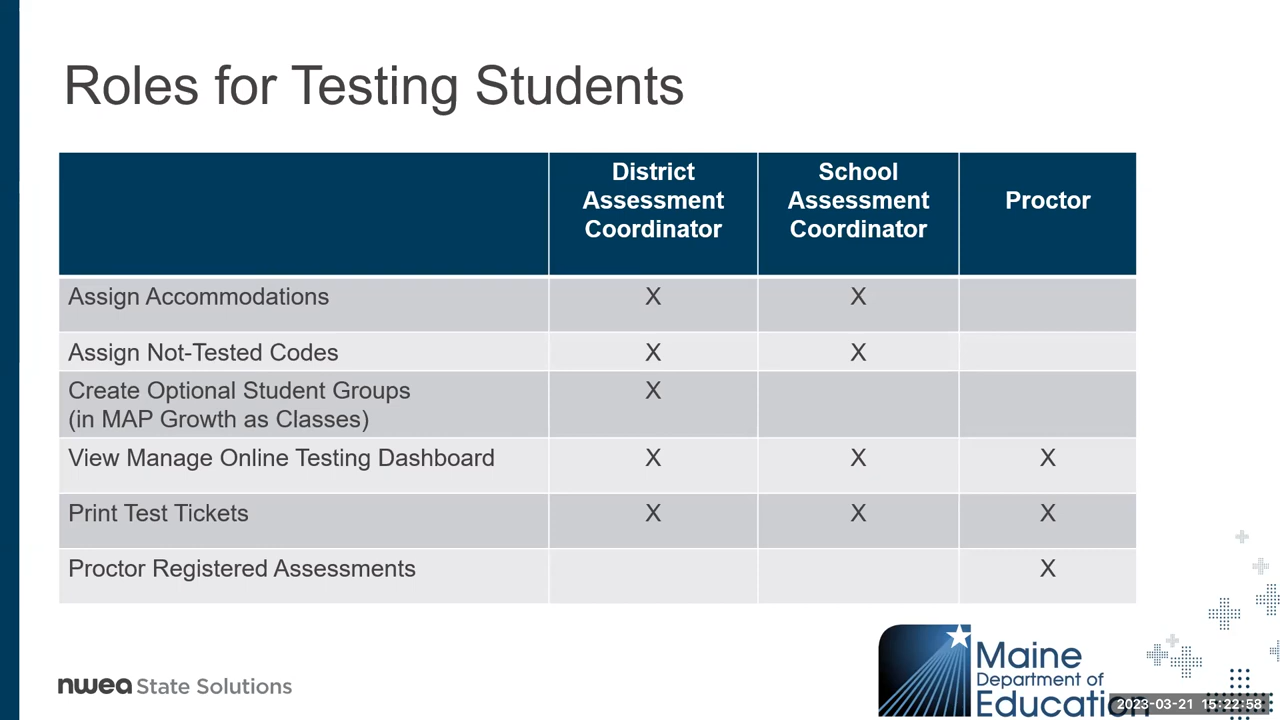 Roles for Testing Students
District
Assessment
Coordinator
School
Assessment
Coordinator
Proctor
Assign Accommodations X X
Assign Not-Tested Codes X X
Create Optional Student Groups X
(in MAP Growth as Classes)
View Manage Online Testing Dashboard X X X
Print Test Tickets X X X
Proctor Registered Assessments X
nwea State Solutions
Maine
Department of
Education
2023-03-21 15:22:58